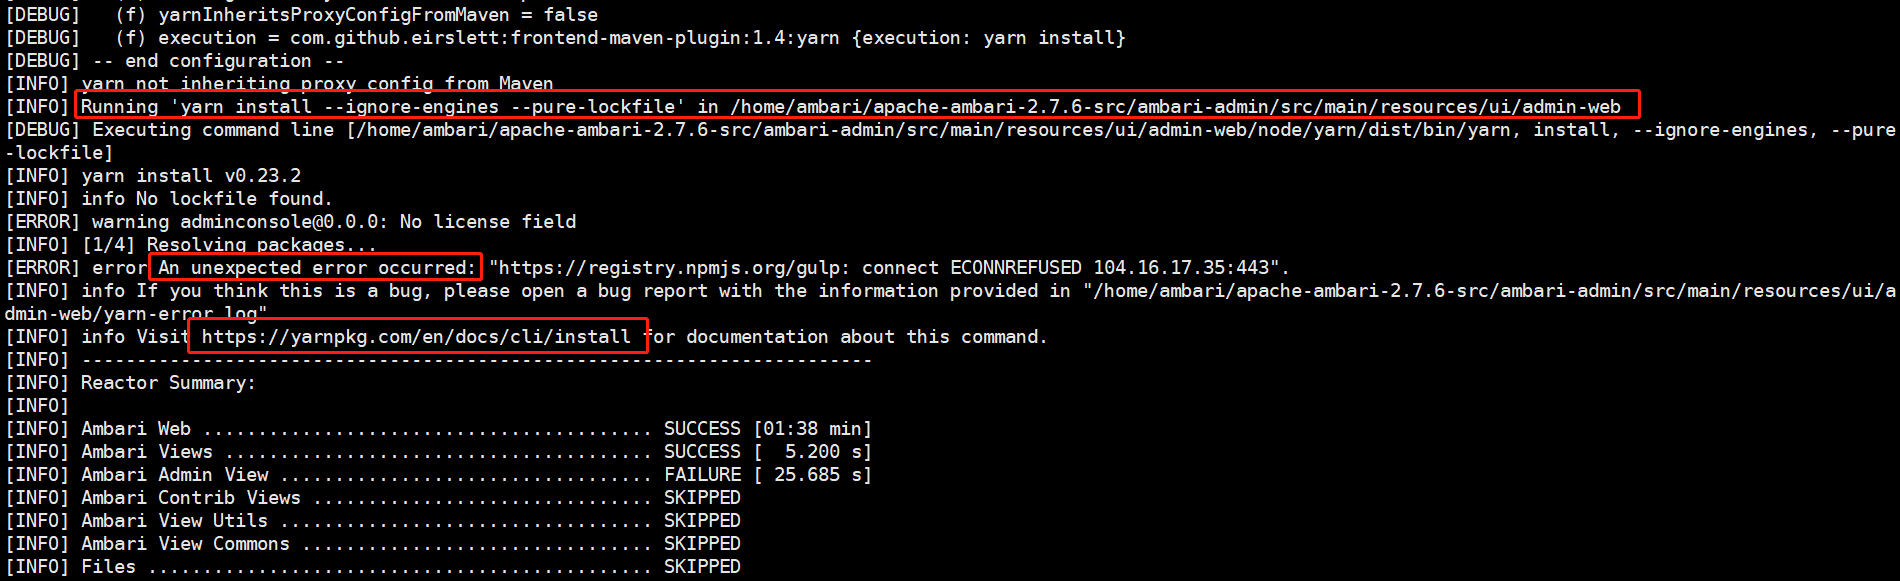 [DEBUG]   (f) yarnInheritsProxyConfigFromMaven = false
[DEBUG]   (f) execution = com.github.eirslett:frontend-maven-plugin:1.4:yarn {execution: yarn install}
[DEBUG] -- end configuration --
[INFO] yarn not inheriting proxy config from Maven
[INFO] Running 'yarn install --ignore-engines --pure-lockfile' in /home/ambari/apache-ambari-2.7.6-src/ambari-admin/src/main/resources/ui/admin-web
[DEBUG] Executing command line [/home/ambari/apache-ambari-2.7.6-src/ambari-admin/src/main/resources/ui/admin-web/node/yarn/dist/bin/yarn, install, --ignore-engines, --pure
-lockfile]
[INFO] yarn install v0.23.2
[INFO] info No lockfile found.
[ERROR] warning adminconsole@0.0.0: No license field
[INFO] [1/4] Resolving packages...
[ERROR] error An unexpected error occurred: "https://registry.npmjs.org/gulp: connect ECONNREFUSED 104.16.17.35:443".
[INFO] info If you think this is a bug, please open a bug report with the information provided in "/home/ambari/apache-ambari-2.7.6-src/ambari-admin/src/main/resources/ui/a
dmin-web/yarn-error.log"
[INFO] info Visit https://yarnpkg.com/en/docs/cli/install for documentation about this command.
[INFO] ------------------------------------------------------------------------
[INFO] Reactor Summary:
[INFO]
[INFO] Ambari Web ......................................... SUCCESS [01:38 min]
[INFO] Ambari Views ....................................... SUCCESS [  5.200 s]
[INFO] Ambari Admin View .................................. FAILURE [ 25.685 s]
[INFO] Ambari Contrib Views ............................... SKIPPED
[INFO] Ambari View Utils .................................. SKIPPED
[INFO] Ambari View Commons ................................ SKIPPED
[INFO] Files .............................................. SKIPPED